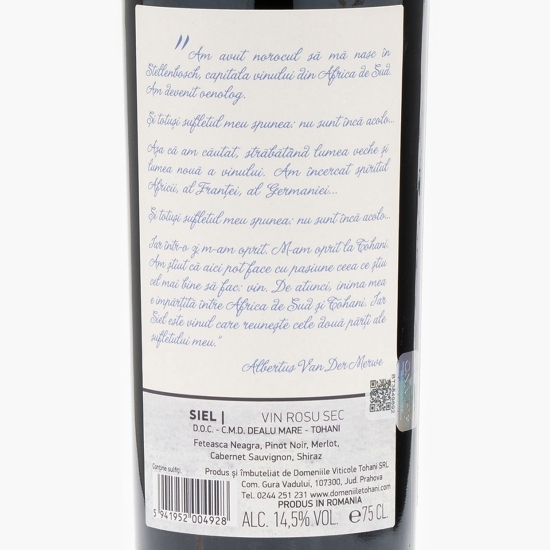 " Am avut norocul să mă nasc în
Stellenbosch, capitala vinului din Africa de Sud.
Am devenit oenolog.
Și totuși sufletul meu spunea: nu sunt încă acolo...
Așa că am căutat, străbătând lumea veche și
lumea nouă a vinului. Am încercat spiritul
Africii, al Franței, al Germaniei...
Și totuși sufletul meu spunea: nu sunt încă acolo...
Iar într-o zi m-am oprit. M-am oprit la Tohani.
Am știut că aici pot face cu pasiune ceea ce știu
cel mai bine să fac: vin. De atunci, inima mea
e împărțită între Africa de Sud și Tohani. Iar
Siel este vinul care reunește cele două părți ale
sufletului meu."
Albertus Van Der Merwe
SIEL | VIN ROSU SEC
D.O.C. - C.M.D. DEALU MARE - TOHANI
Feteasca Neagra, Pinot Noir, Merlot,
Cabernet Sauvignon, Shiraz
Conține sulfiți.
Produs și îmbuteliat de Domeniile Viticole Tohani SRL
Com. Gura Vadului, 107300, Jud. Prahova
Tel. 0244 251 231 www.domeniiletohani.com
PRODUS IN ROMANIA
5 941952 004928
ALC. 14,5% VOL. e 75 CL.